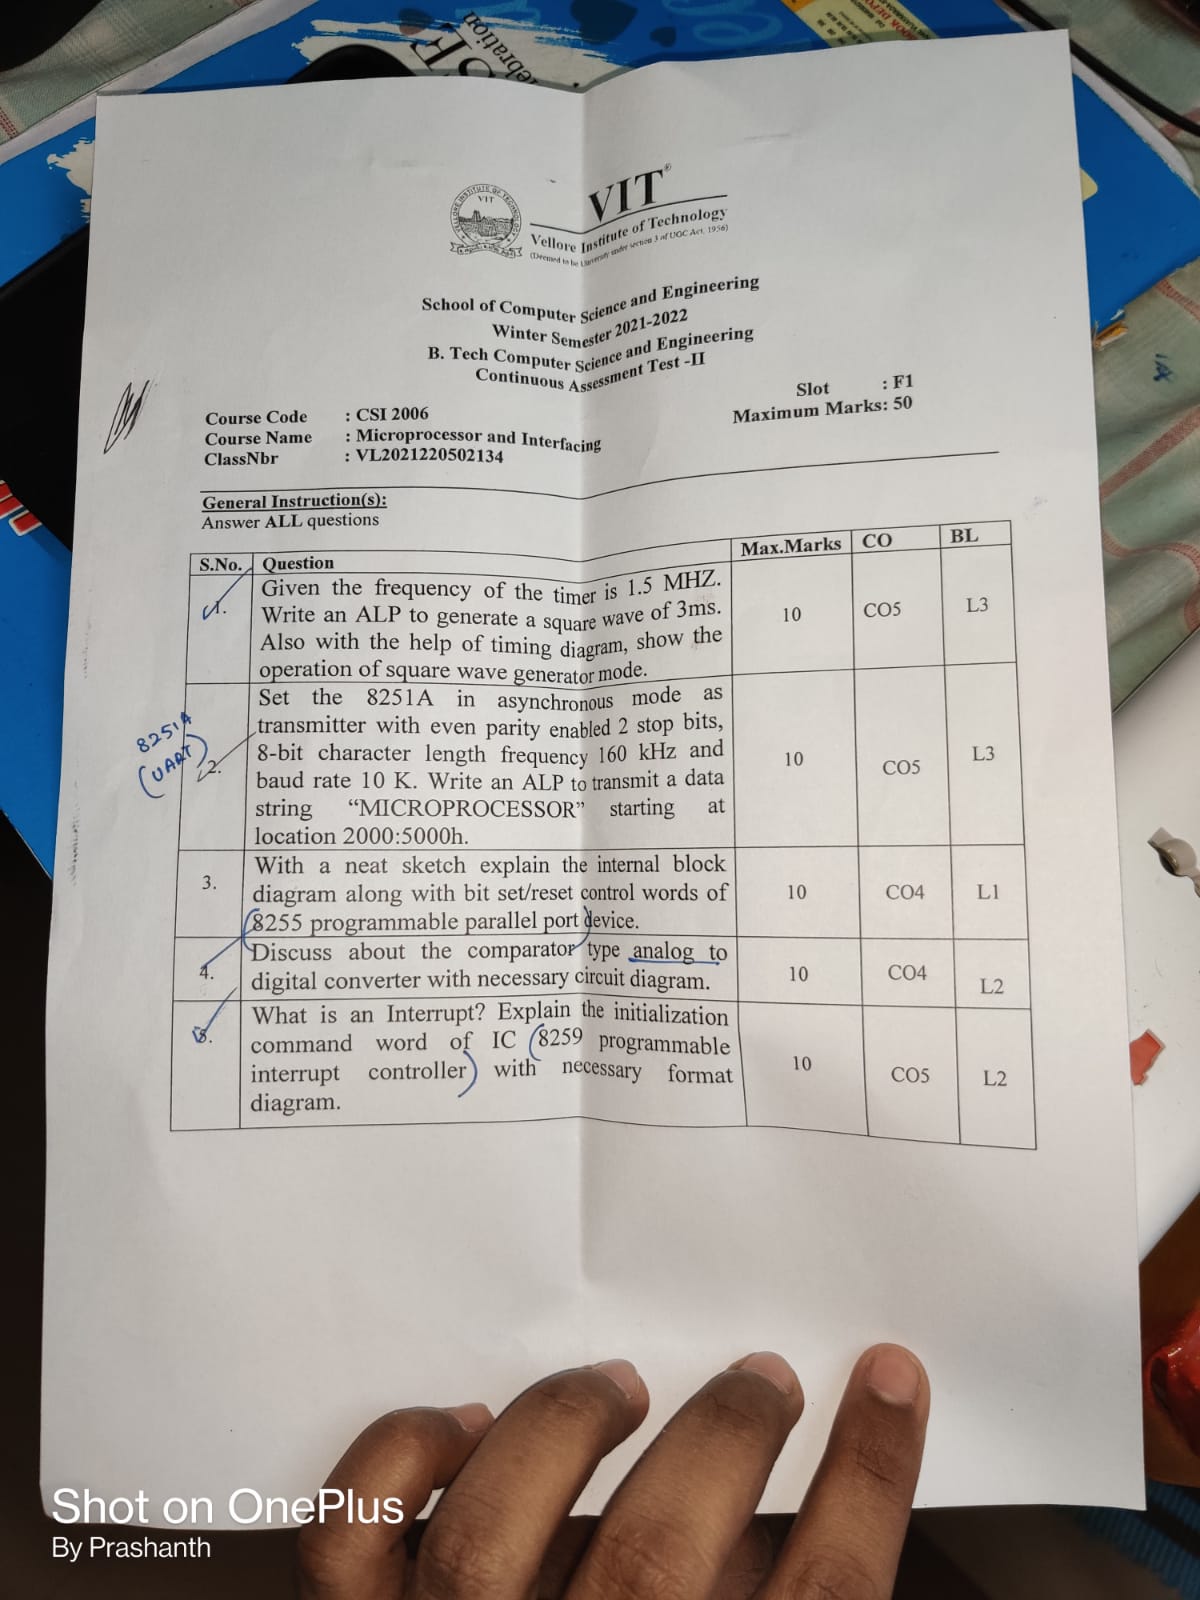 VIT®
Vellore Institute of Technology
(Deemed to be University under section 3 of UGC Act, 1956)
School of Computer Science and Engineering
Winter Semester 2021-2022
B. Tech Computer Science and Engineering
Continuous Assessment Test -II
Slot : F1
Maximum Marks: 50
Course Code : CSI 2006
Course Name : Microprocessor and Interfacing
ClassNbr : VL2021220502134
General Instruction(s):
Answer ALL questions
S.No. Question Max.Marks CO BL
1. Given the frequency of the timer is 1.5 MHZ.
Write an ALP to generate a square wave of 3ms.
Also with the help of timing diagram, show the
operation of square wave generator mode.
10 CO5 L3
8251A
(UART)
2. Set the 8251A in asynchronous mode as
transmitter with even parity enabled 2 stop bits,
8-bit character length frequency 160 kHz and
baud rate 10 K. Write an ALP to transmit a data
string “MICROPROCESSOR” starting at
location 2000:5000h.
10 CO5 L3
3. With a neat sketch explain the internal block
diagram along with bit set/reset control words of
8255 programmable parallel port device.
10 CO4 L1
4. Discuss about the comparator type analog to
digital converter with necessary circuit diagram.
10 CO4 L2
5. What is an Interrupt? Explain the initialization
command word of IC 8259 programmable
interrupt controller with necessary format
diagram.
10 CO5 L2
Shot on OnePlus
By Prashanth